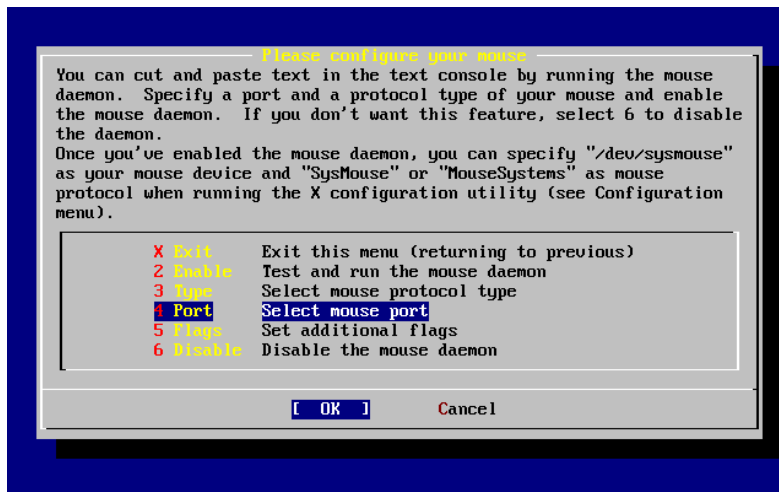 Please configure your mouse
You can cut and paste text in the text console by running the mouse
daemon.  Specify a port and a protocol type of your mouse and enable
the mouse daemon.  If you don't want this feature, select 6 to disable
the daemon.
Once you've enabled the mouse daemon, you can specify "/dev/sysmouse"
as your mouse device and "SysMouse" or "MouseSystems" as mouse
protocol when running the X configuration utility (see Configuration
menu).
X Exit Exit this menu (returning to previous)
2 Enable Test and run the mouse daemon
3 Type Select mouse protocol type
4 Port Select mouse port
5 Flags Set additional flags
6 Disable Disable the mouse daemon
[ OK ] Cancel